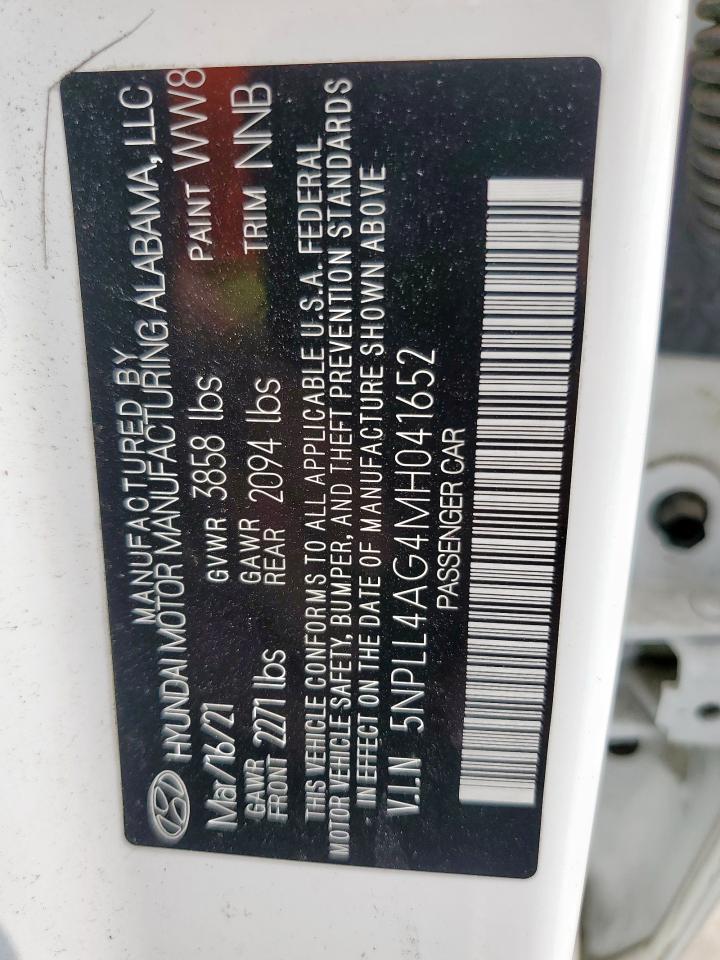 MANUFACTURED BY
HYUNDAI MOTOR MANUFACTURING ALABAMA, LLC
Mar/16/21 GVWR 3858 lbs PAINT WW8
GAWR FRONT 2271 lbs GAWR REAR 2094 lbs TRIM NNB
THIS VEHICLE CONFORMS TO ALL APPLICABLE U.S.A. FEDERAL
MOTOR VEHICLE SAFETY, BUMPER, AND THEFT PREVENTION STANDARDS
IN EFFECT ON THE DATE OF MANUFACTURE SHOWN ABOVE
V.I.N 5NPLL4AG4MH041652
PASSENGER CAR